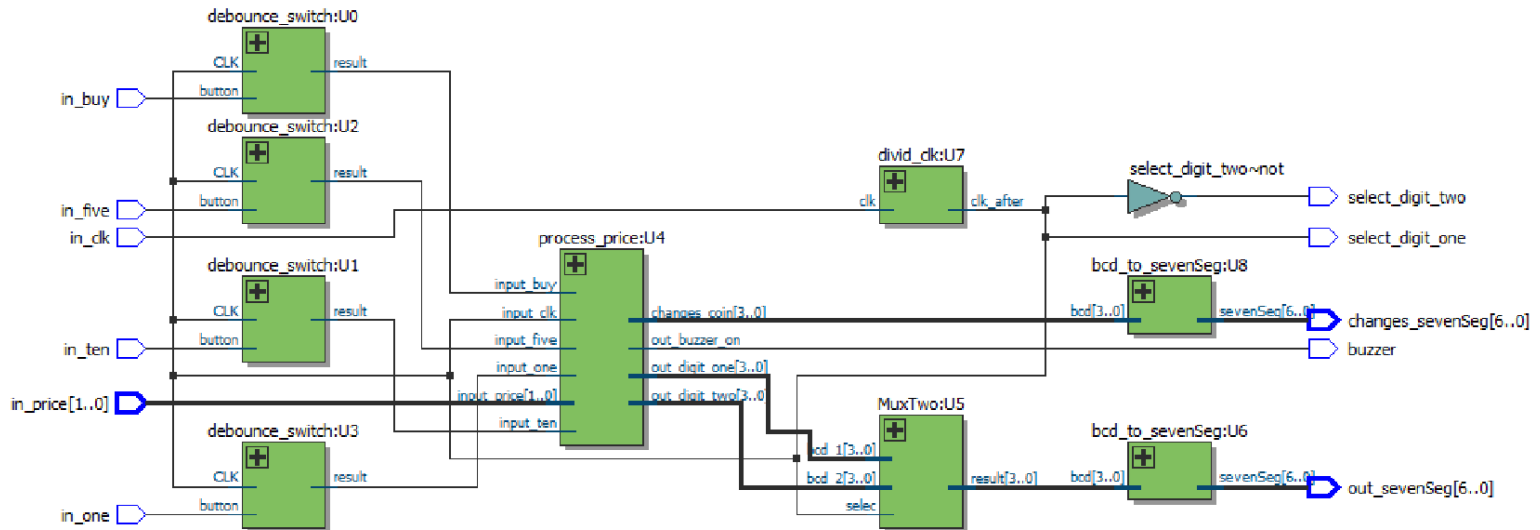 debounce_switch:U0
CLK
result
button
in_buy
debounce_switch:U2
CLK
result
button
in_five
in_clk
divid_clk:U7
clk
clk_after
select_digit_two~not
select_digit_two
select_digit_one
debounce_switch:U1
CLK
result
button
in_ten
in_price[1..0]
process_price:U4
input_buy
input_clk
input_five
input_one
input_price[1..0]
input_ten
changes_coin[3..0]
out_buzzer_on
out_digit_one[3..0]
out_digit_two[3..0]
bcd_to_sevenSeg:U8
bcd[3..0]
sevenSeg[6..0]
changes_sevenSeg[6..0]
buzzer
debounce_switch:U3
CLK
result
button
in_one
MuxTwo:U5
bcd_1[3..0]
bcd_2[3..0]
selec
result[3..0]
bcd_to_sevenSeg:U6
bcd[3..0]
sevenSeg[6..0]
out_sevenSeg[6..0]